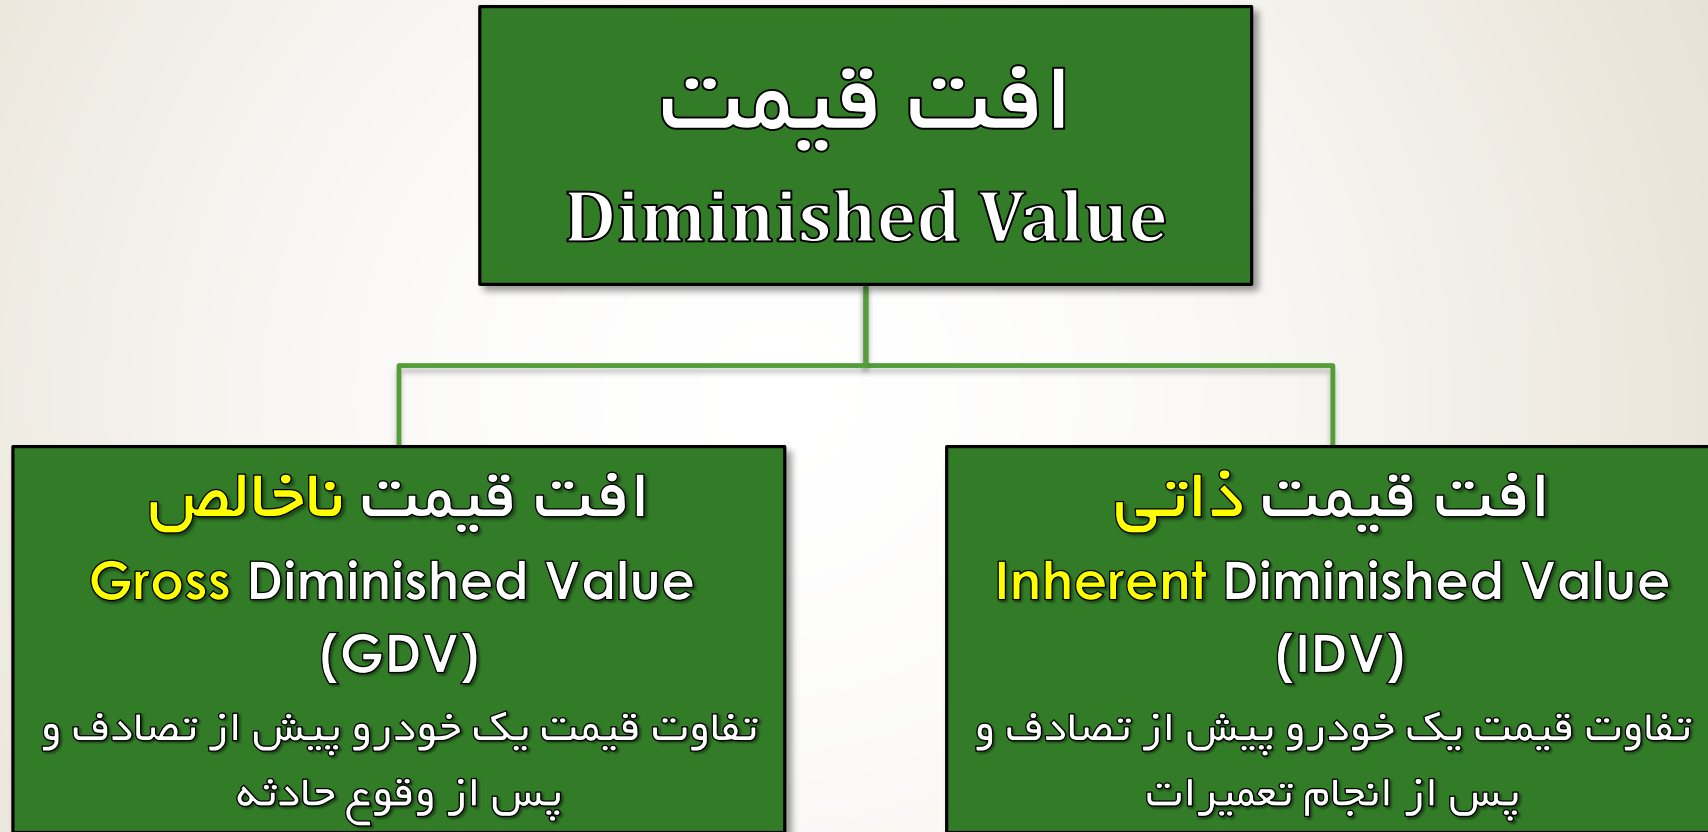 افت قیمت
Diminished Value
افت قیمت ذاتی
Inherent Diminished Value
(IDV)
تفاوت قیمت یک خودرو پیش از تصادف و
پس از انجام تعمیرات
افت قیمت ناخالص
Gross Diminished Value
(GDV)
تفاوت قیمت یک خودرو پیش از تصادف و
پس از وقوع حادثه